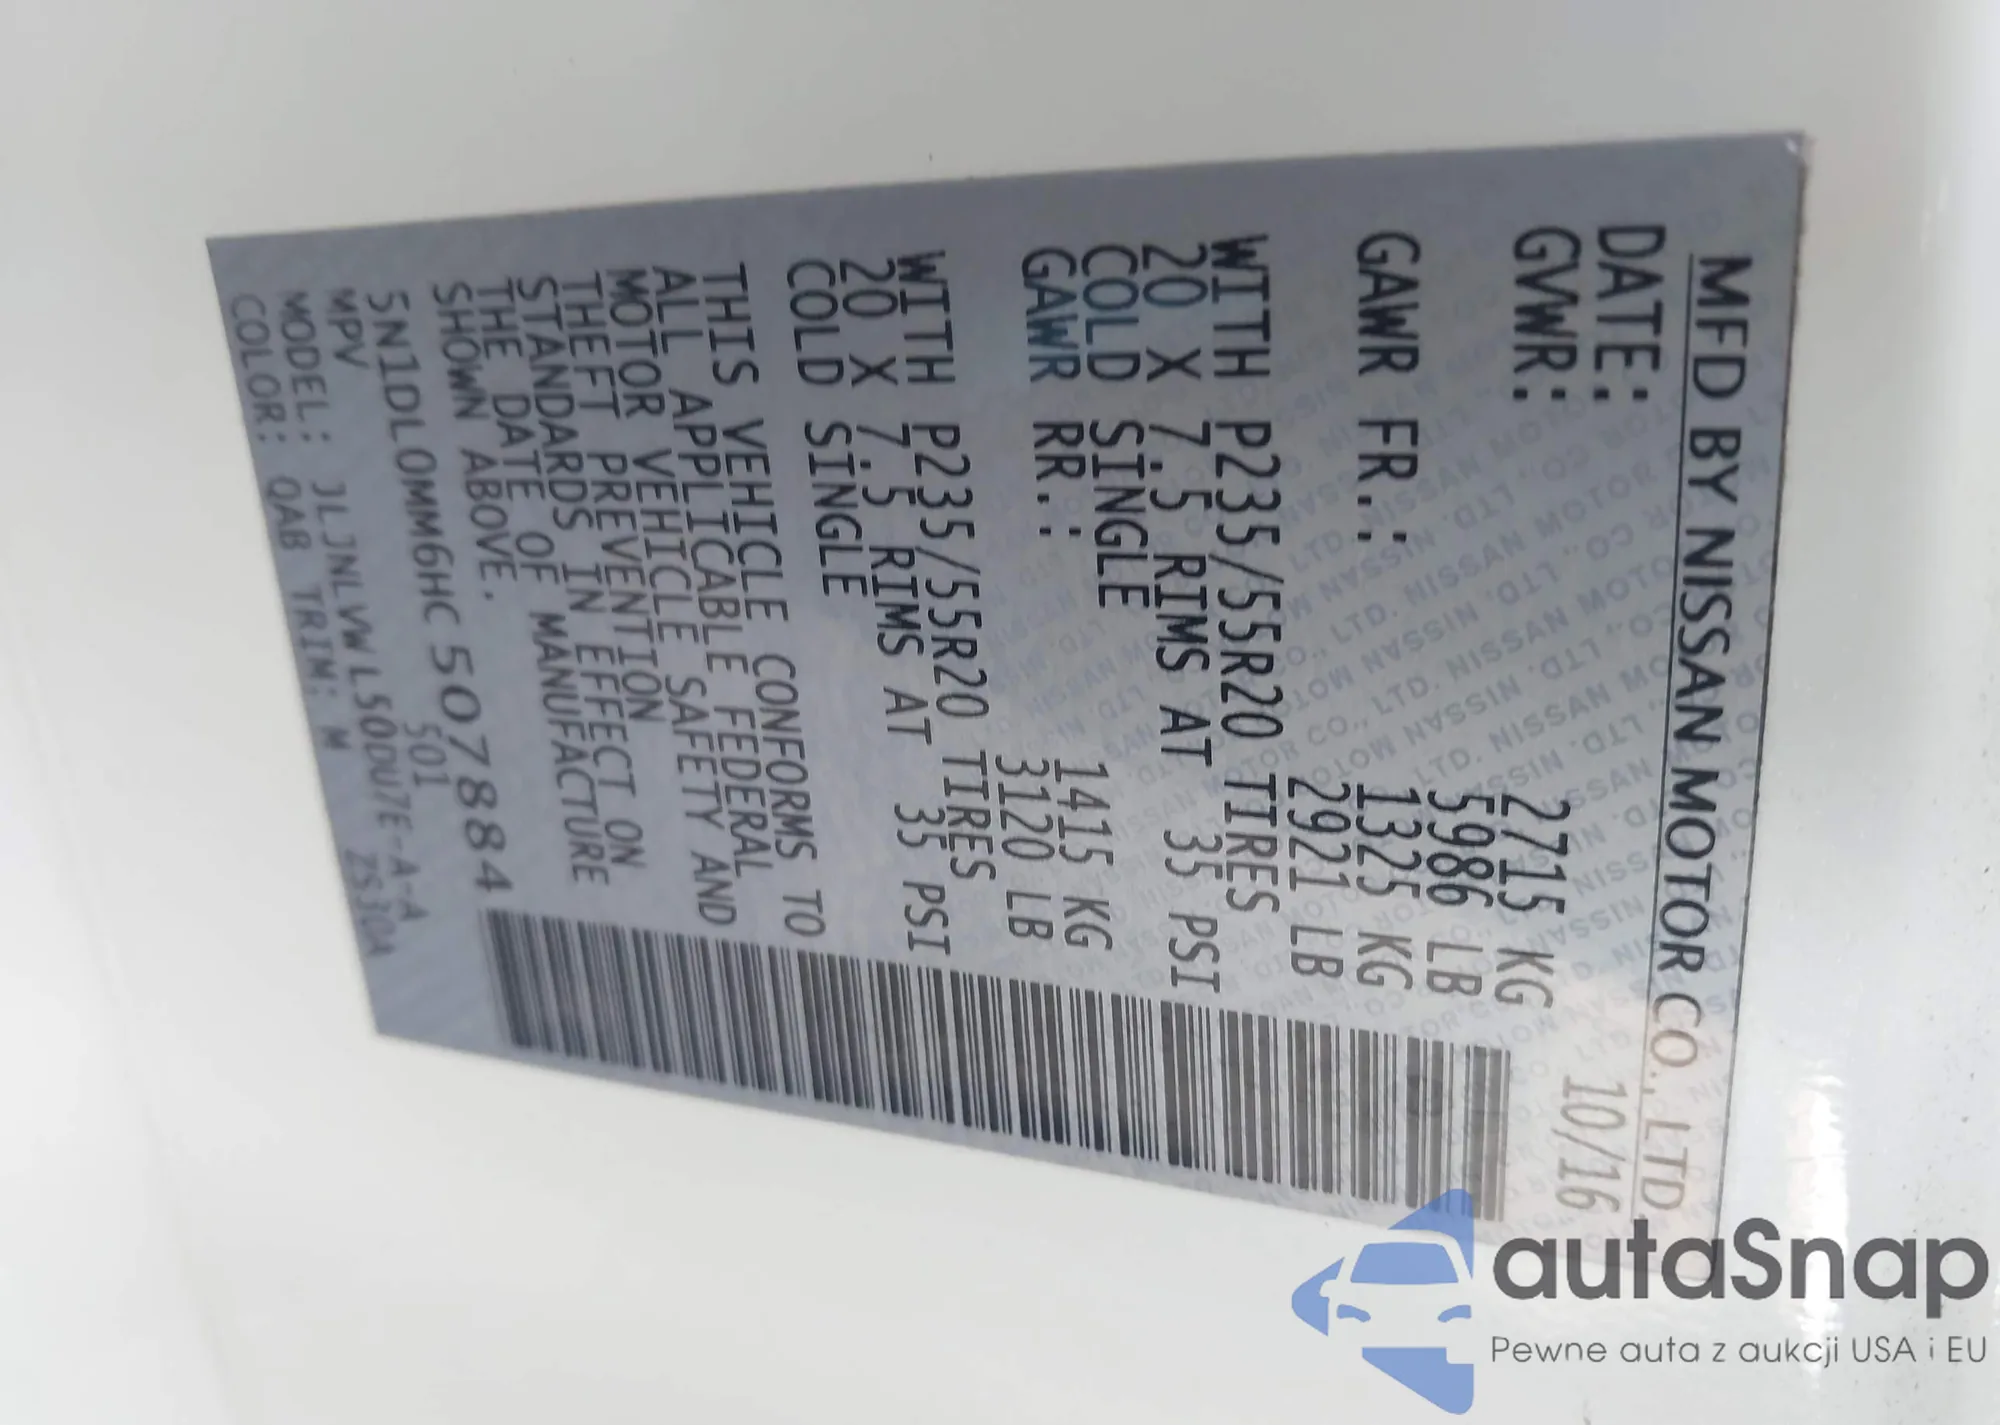 MFD BY NISSAN MOTOR CO., LTD.
DATE: 10/16
GVWR: 2715 KG
5986 LB
GAWR FR.: 1325 KG
2921 LB
WITH P235/55R20 TIRES
20 X 7.5 RIMS AT 35 PSI
COLD SINGLE
GAWR RR.: 1415 KG
3120 LB
WITH P235/55R20 TIRES
20 X 7.5 RIMS AT 35 PSI
COLD SINGLE
THIS VEHICLE CONFORMS TO
ALL APPLICABLE FEDERAL
MOTOR VEHICLE SAFETY AND
THEFT PREVENTION
STANDARDS IN EFFECT ON
THE DATE OF MANUFACTURE
SHOWN ABOVE.
5N1DL0MM6HC 507884
MPV 501
MODEL: JLJNLVWL50DU7E-A-A
COLOR: QAB TRIM: M
autaSnap
Pewne auta z aukcji USA i EU